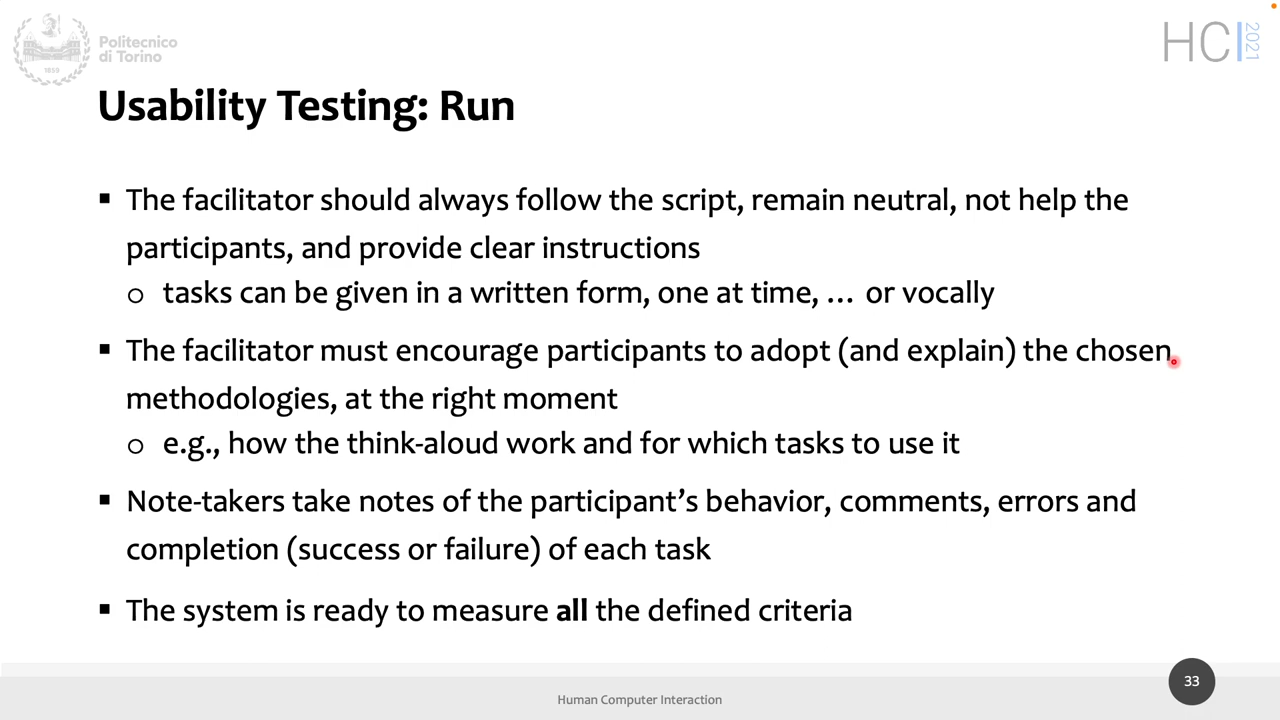 Politecnico
di Torino
1859
HCI 2021
Usability Testing: Run
▪ The facilitator should always follow the script, remain neutral, not help the
participants, and provide clear instructions
o tasks can be given in a written form, one at time, … or vocally
▪ The facilitator must encourage participants to adopt (and explain) the chosen
methodologies, at the right moment
o e.g., how the think-aloud work and for which tasks to use it
▪ Note-takers take notes of the participant’s behavior, comments, errors and
completion (success or failure) of each task
▪ The system is ready to measure all the defined criteria
Human Computer Interaction
33